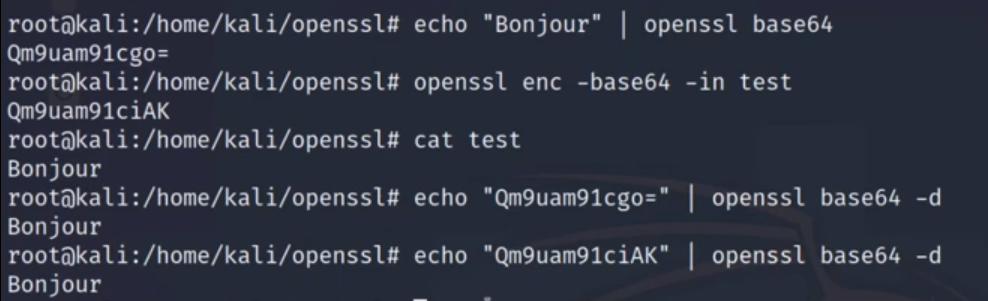 root@kali:/home/kali/openssl# echo "Bonjour" | openssl base64
Qm9uam91cgo=
root@kali:/home/kali/openssl# openssl enc -base64 -in test
Qm9uam91ciAK
root@kali:/home/kali/openssl# cat test
Bonjour
root@kali:/home/kali/openssl# echo "Qm9uam91cgo=" | openssl base64 -d
Bonjour
root@kali:/home/kali/openssl# echo "Qm9uam91ciAK" | openssl base64 -d
Bonjour